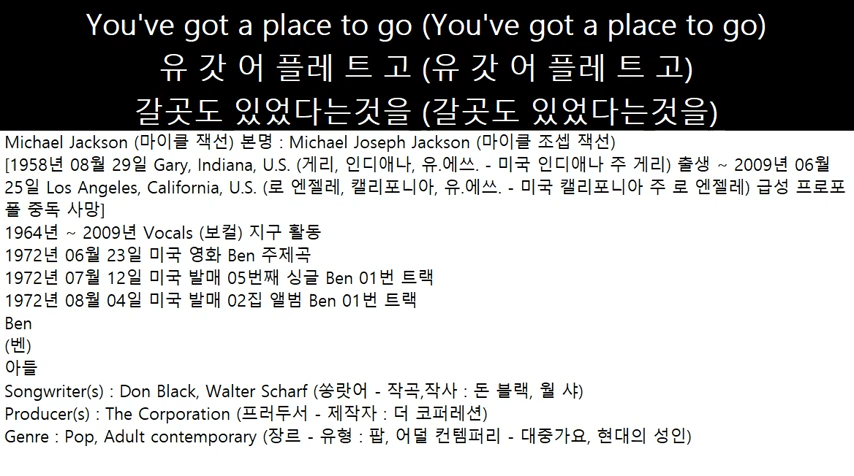 You've got a place to go (You've got a place to go)
유 갓 어 플레 트 고 (유 갓 어 플레 트 고)
갈곳도 있었다는것을 (갈곳도 있었다는것을)
Michael Jackson (마이클 잭선) 본명 : Michael Joseph Jackson (마이클 조셉 잭선)
[1958년 08월 29일 Gary, Indiana, U.S. (게리, 인디애나, 유.에쓰. - 미국 인디애나 주 게리) 출생 ~ 2009년 06월
25일 Los Angeles, California, U.S. (로 엔젤레, 캘리포니아, 유.에쓰. - 미국 캘리포니아 주 로 엔젤레) 급성 프로포
폴 중독 사망]
1964년 ~ 2009년 Vocals (보컬) 지구 활동
1972년 06월 23일 미국 영화 Ben 주제곡
1972년 07월 12일 미국 발매 05번째 싱글 Ben 01번 트랙
1972년 08월 04일 미국 발매 02집 앨범 Ben 01번 트랙
Ben
(벤)
아들
Songwriter(s) : Don Black, Walter Scharf (쏭랏어 - 작곡,작사 : 돈 블랙, 월 샤)
Producer(s) : The Corporation (프러두서 - 제작자 : 더 코퍼레션)
Genre : Pop, Adult contemporary (장르 - 유형 : 팝, 어덜 컨템퍼리 - 대중가요, 현대의 성인)